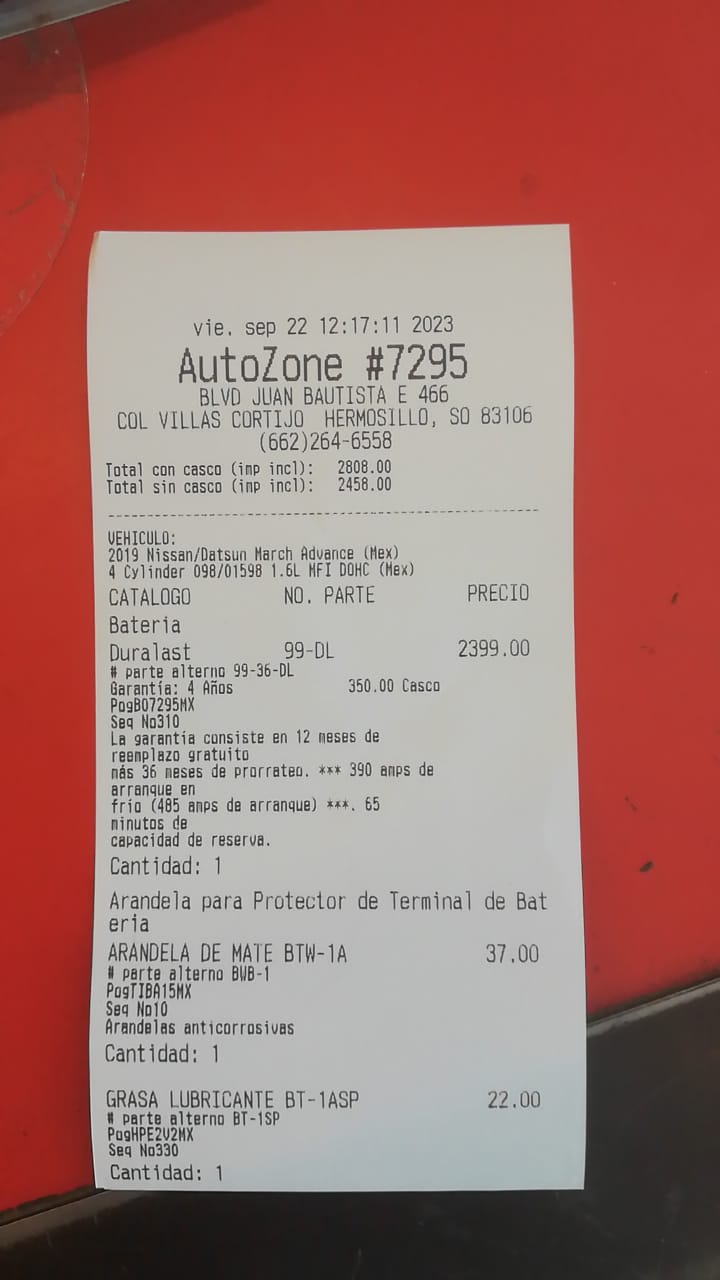 vie. sep 22 12:17:11 2023
AutoZone #7295
BLVD JUAN BAUTISTA E 466
COL VILLAS CORTIJO HERMOSILLO, SO 83106
(662)264-6558
Total con casco (imp incl): 2808.00
Total sin casco (imp incl): 2458.00
VEHICULO:
2019 Nissan/Datsun March Advance (Mex)
4 Cylinder 098/01598 1.6L MFI DOHC (Mex)
CATALOGO NO. PARTE PRECIO
Bateria
Duralast 99-DL 2399.00
# parte alterno 99-36-DL
Garantía: 4 Años 350.00 Casco
PogB07295MX
Seq No310
La garantía consiste en 12 meses de
reemplazo gratuito
más 36 meses de prorrateo. *** 390 amps de
arranque en
frío (485 amps de arranque) ***. 65
minutos de
capacidad de reserva.
Cantidad: 1
Arandela para Protector de Terminal de Bat
eria
ARANDELA DE MATE BTW-1A 37.00
# parte alterno BWB-1
PogTIBA15MX
Seq No10
Arandelas anticorrosivas
Cantidad: 1
GRASA LUBRICANTE BT-1ASP 22.00
# parte alterno BT-1SP
PogHPE2V2MX
Seq No330
Cantidad: 1